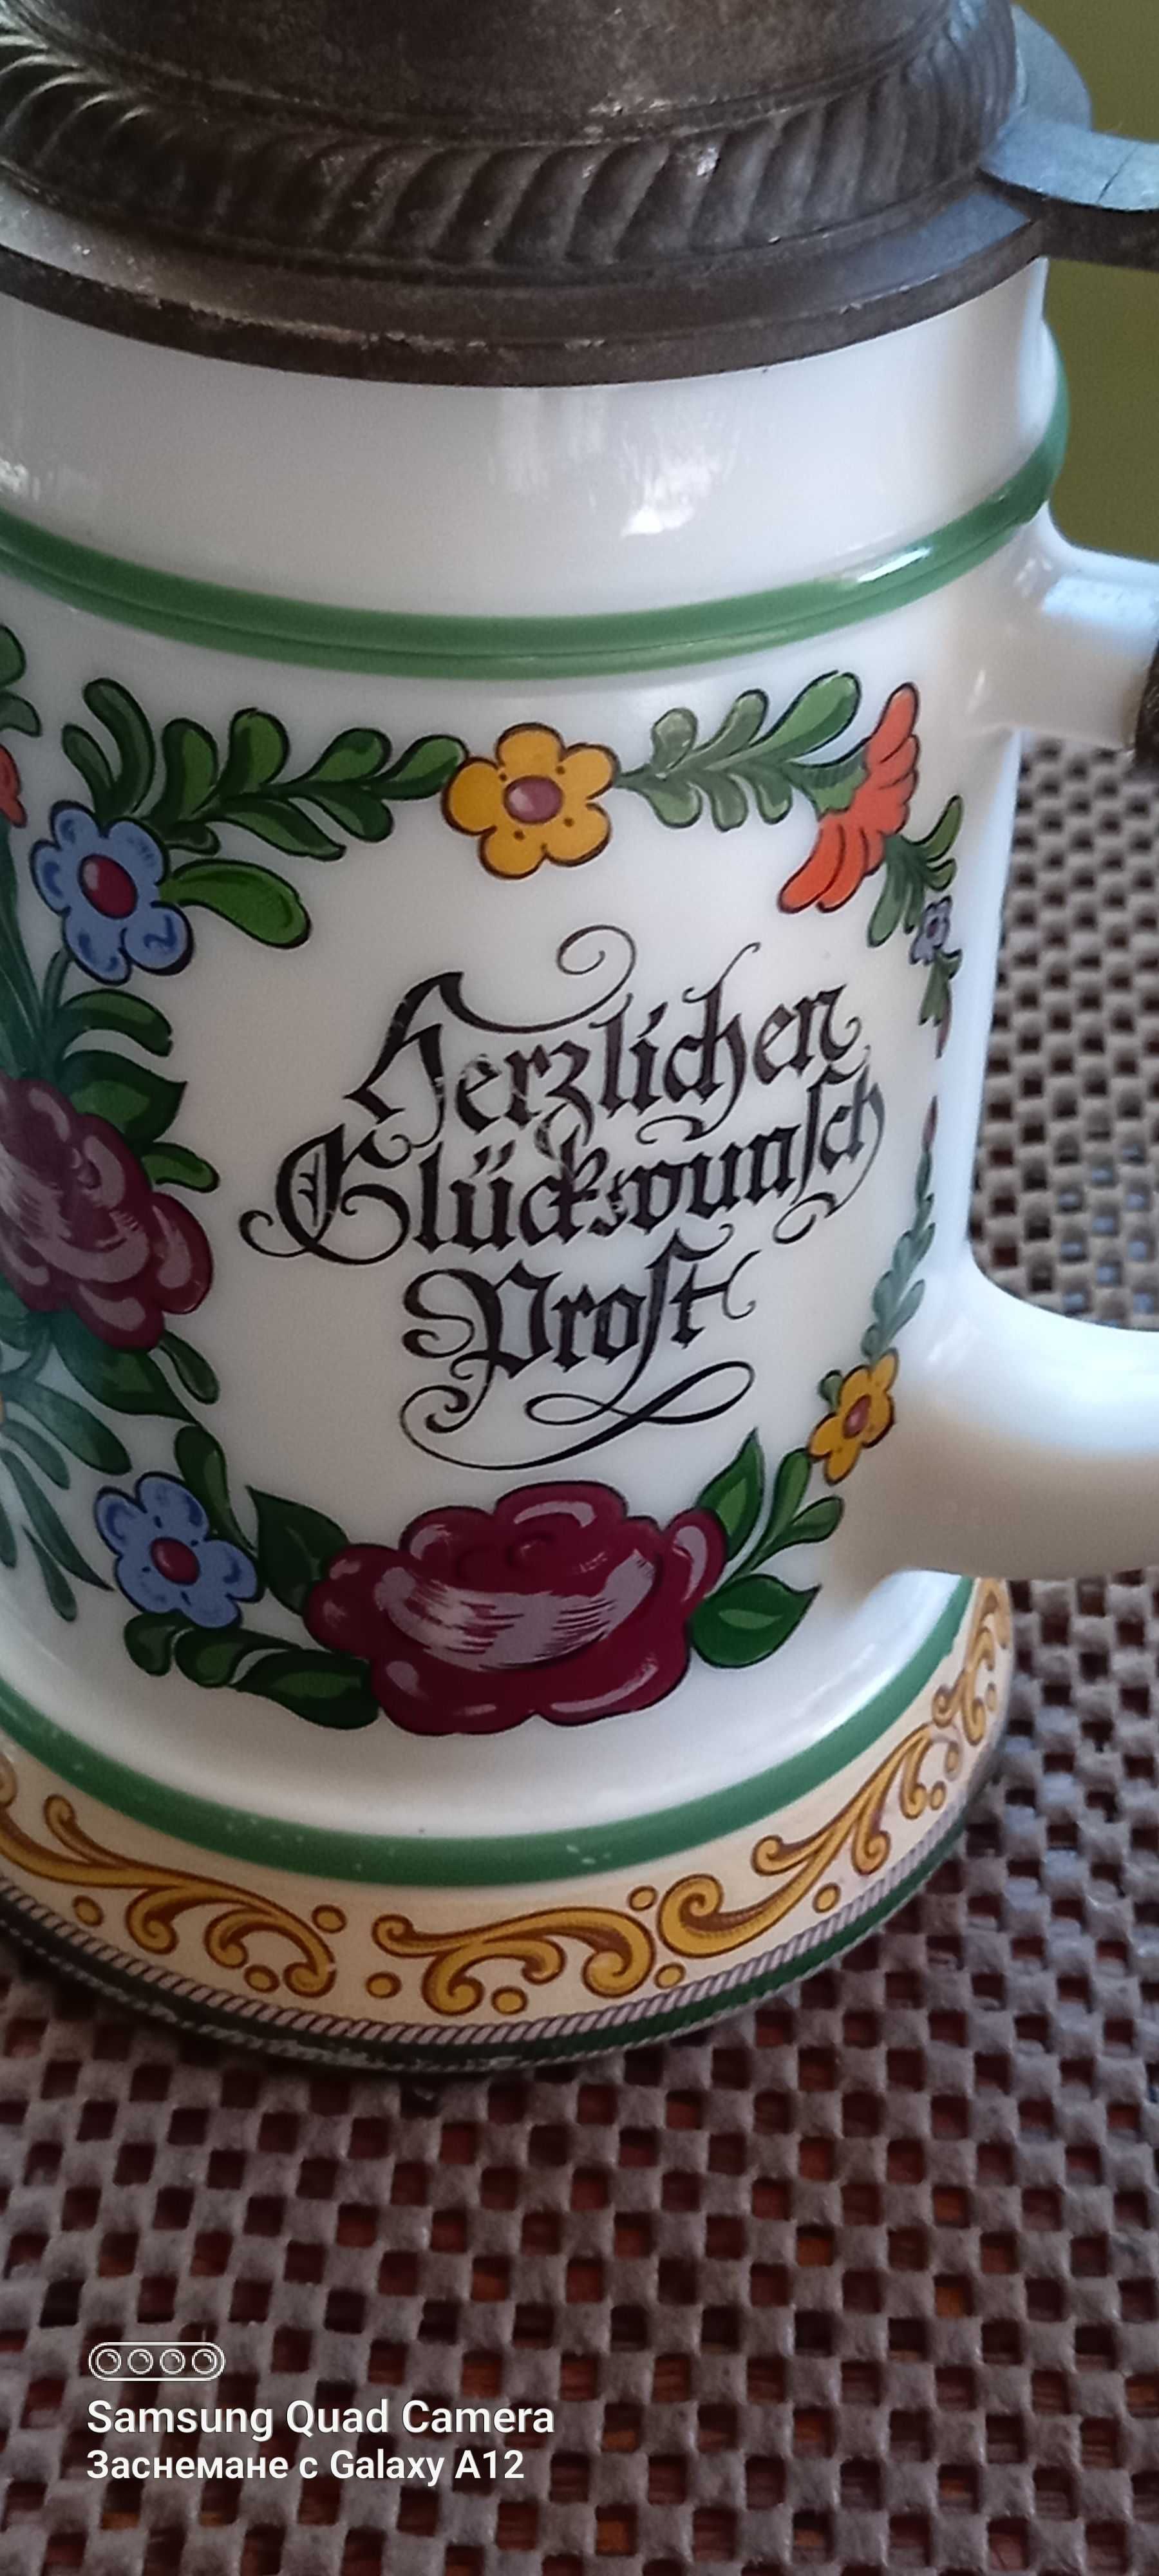 Herzlichen
Glückwunsch
Prost
Samsung Quad Camera
Заснемане с Galaxy A12